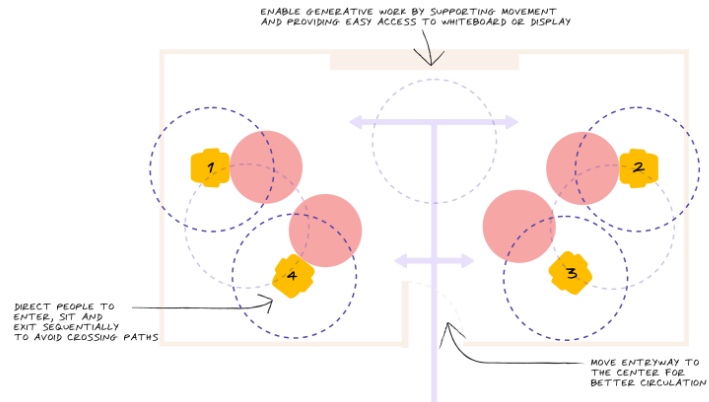 ENABLE GENERATIVE WORK BY SUPPORTING MOVEMENT
AND PROVIDING EASY ACCESS TO WHITEBOARD OR DISPLAY
1
2
4
3
DIRECT PEOPLE TO
ENTER, SIT AND
EXIT SEQUENTIALLY
TO AVOID CROSSING PATHS
MOVE ENTRYWAY TO
THE CENTER FOR
BETTER CIRCULATION